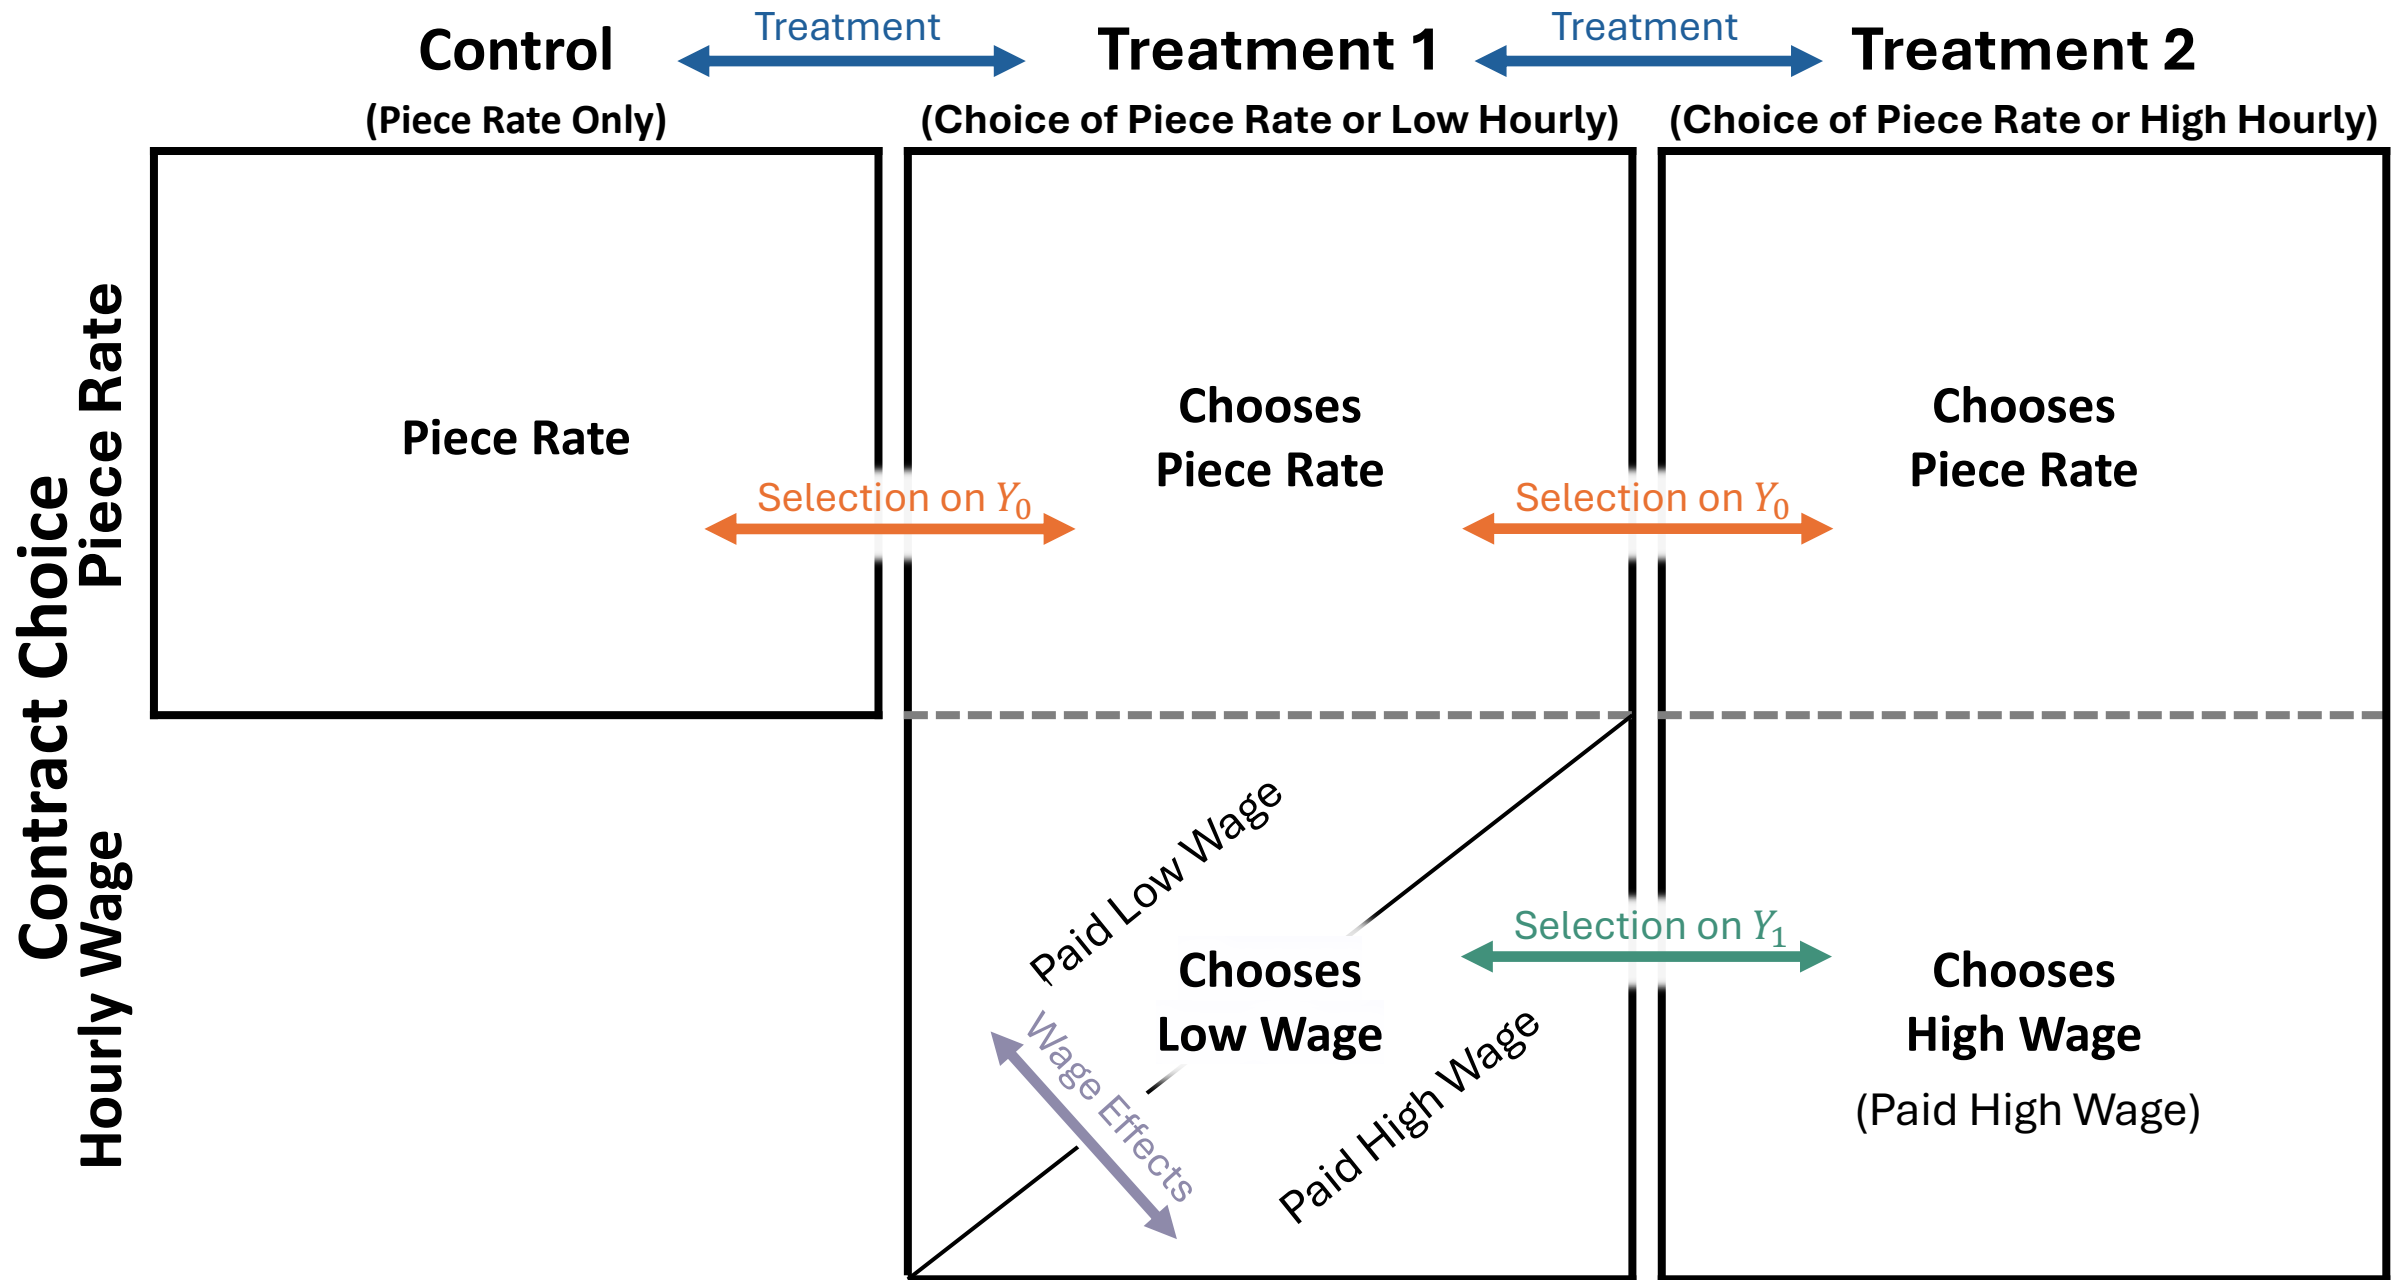 Control
Treatment
Treatment 1
Treatment
Treatment 2
(Piece Rate Only)
(Choice of Piece Rate or Low Hourly)
(Choice of Piece Rate or High Hourly)
Contract Choice
Piece Rate
Hourly Wage
Piece Rate
Chooses
Piece Rate
Chooses
Piece Rate
Selection on Y₀
Selection on Y₀
Paid Low Wage
Chooses
Low Wage
Paid High Wage
Wage Effects
Selection on Y₁
Chooses
High Wage
(Paid High Wage)